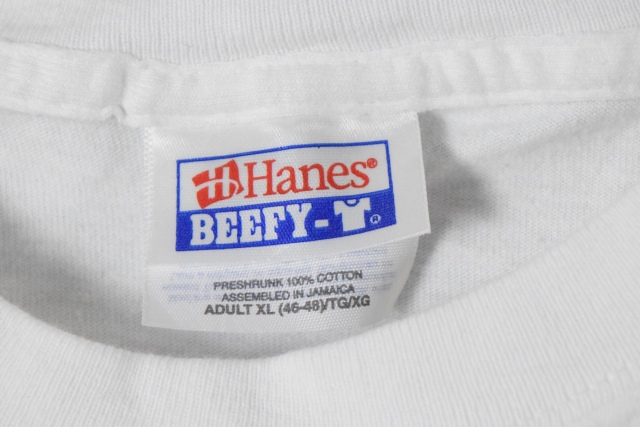 Hanes®
BEEFY-T®
PRESHRUNK 100% COTTON
ASSEMBLED IN JAMAICA
ADULT XL (46-48)/TG/XG